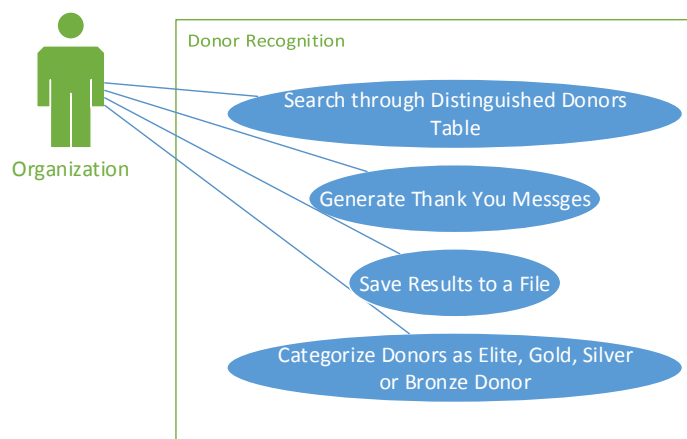 Donor Recognition
Search through Distinguished Donors
Table
Organization
Generate Thank You Messges
Save Results to a File
Categorize Donors as Elite, Gold, Silver
or Bronze Donor